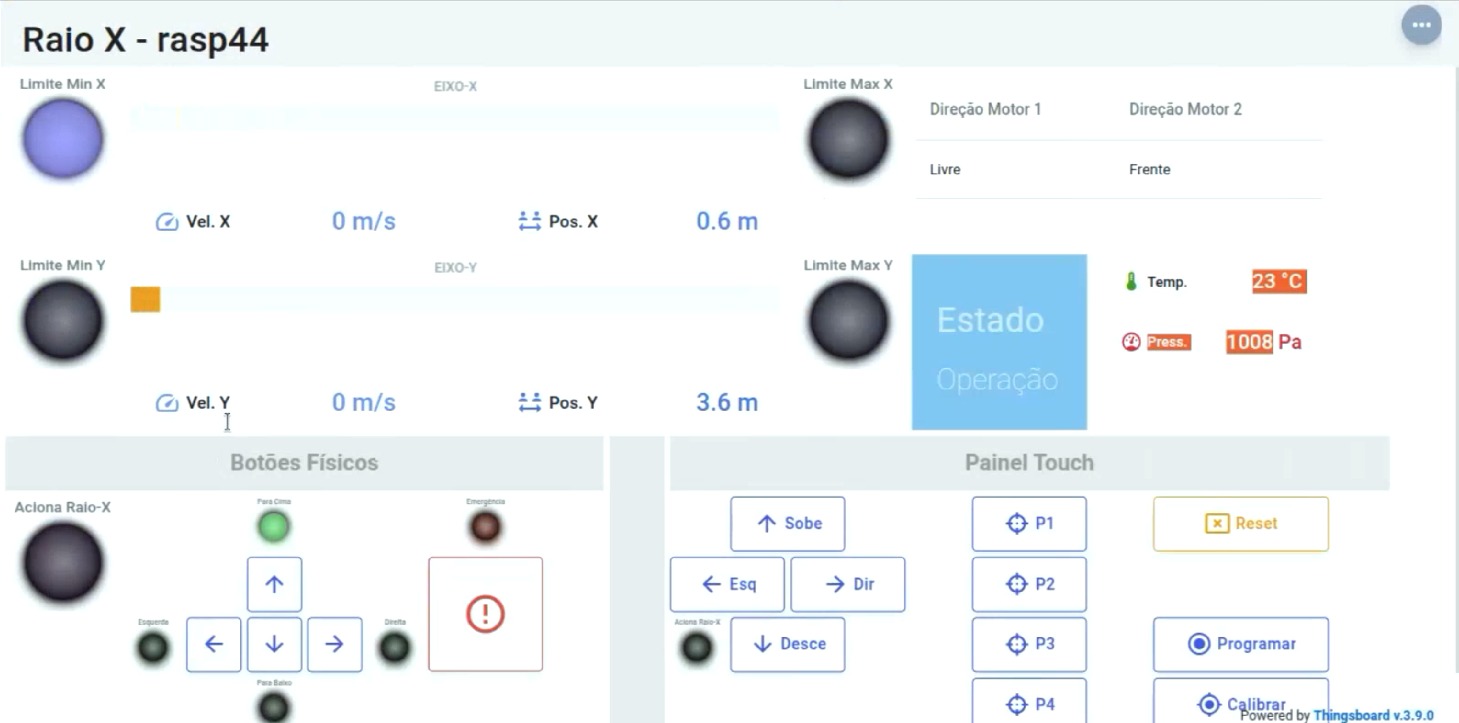 Raio X - rasp44
Limite Min X
EIXO-X
Limite Max X
Direção Motor 1
Direção Motor 2
Livre
Frente
Vel. X
0 m/s
Pos. X
0.6 m
Limite Min Y
EIXO-Y
Limite Max Y
Estado
Operação
Temp.
23 °C
Press.
1008 Pa
Vel. Y
0 m/s
Pos. Y
3.6 m
Botões Físicos
Painel Touch
Aciona Raio-X
Para Cima
Emergência
Esquerda
Direita
Para Baixo
Sobe
Esq
Dir
Aciona Raio-X
Desce
P1
P2
P3
P4
Reset
Programar
Calibrar
Powered by Thingsboard v.3.9.0